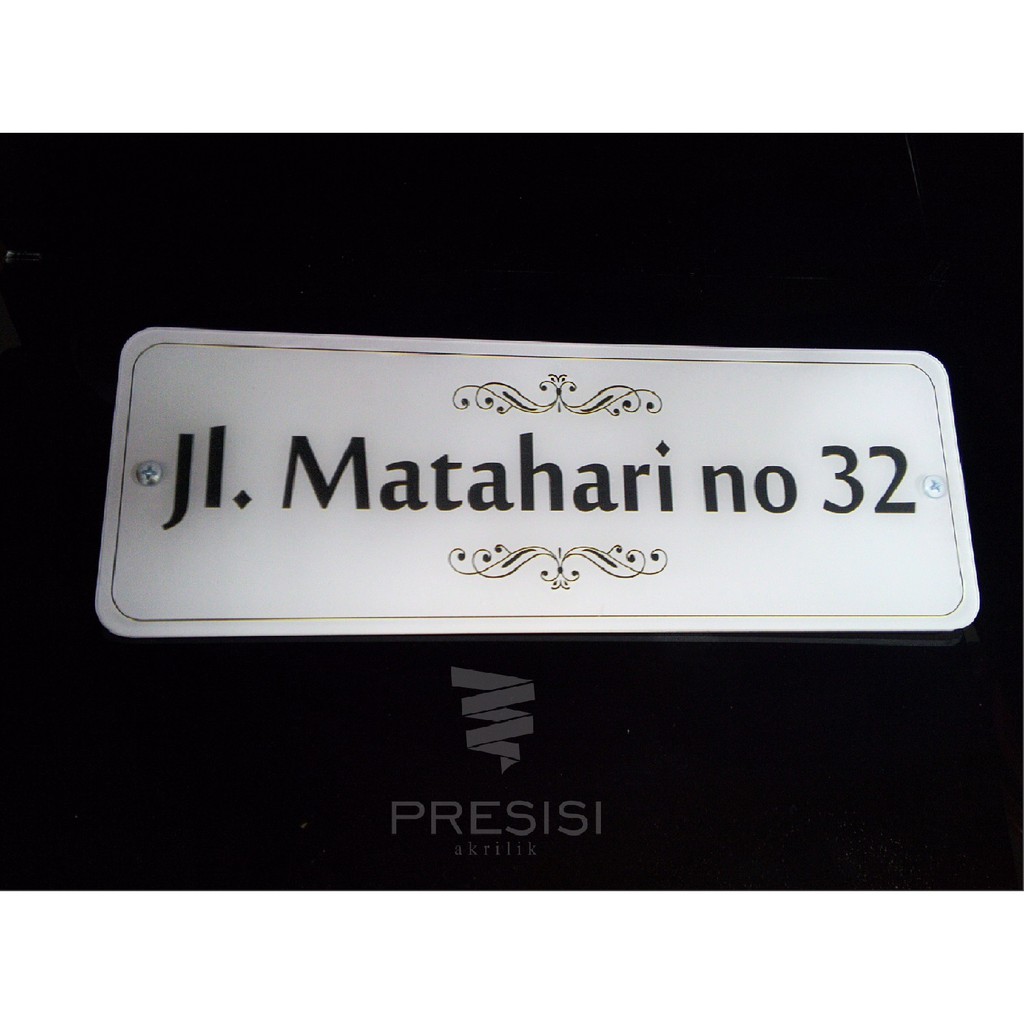 Jl. Matahari no 32
PRESISI
akrilik